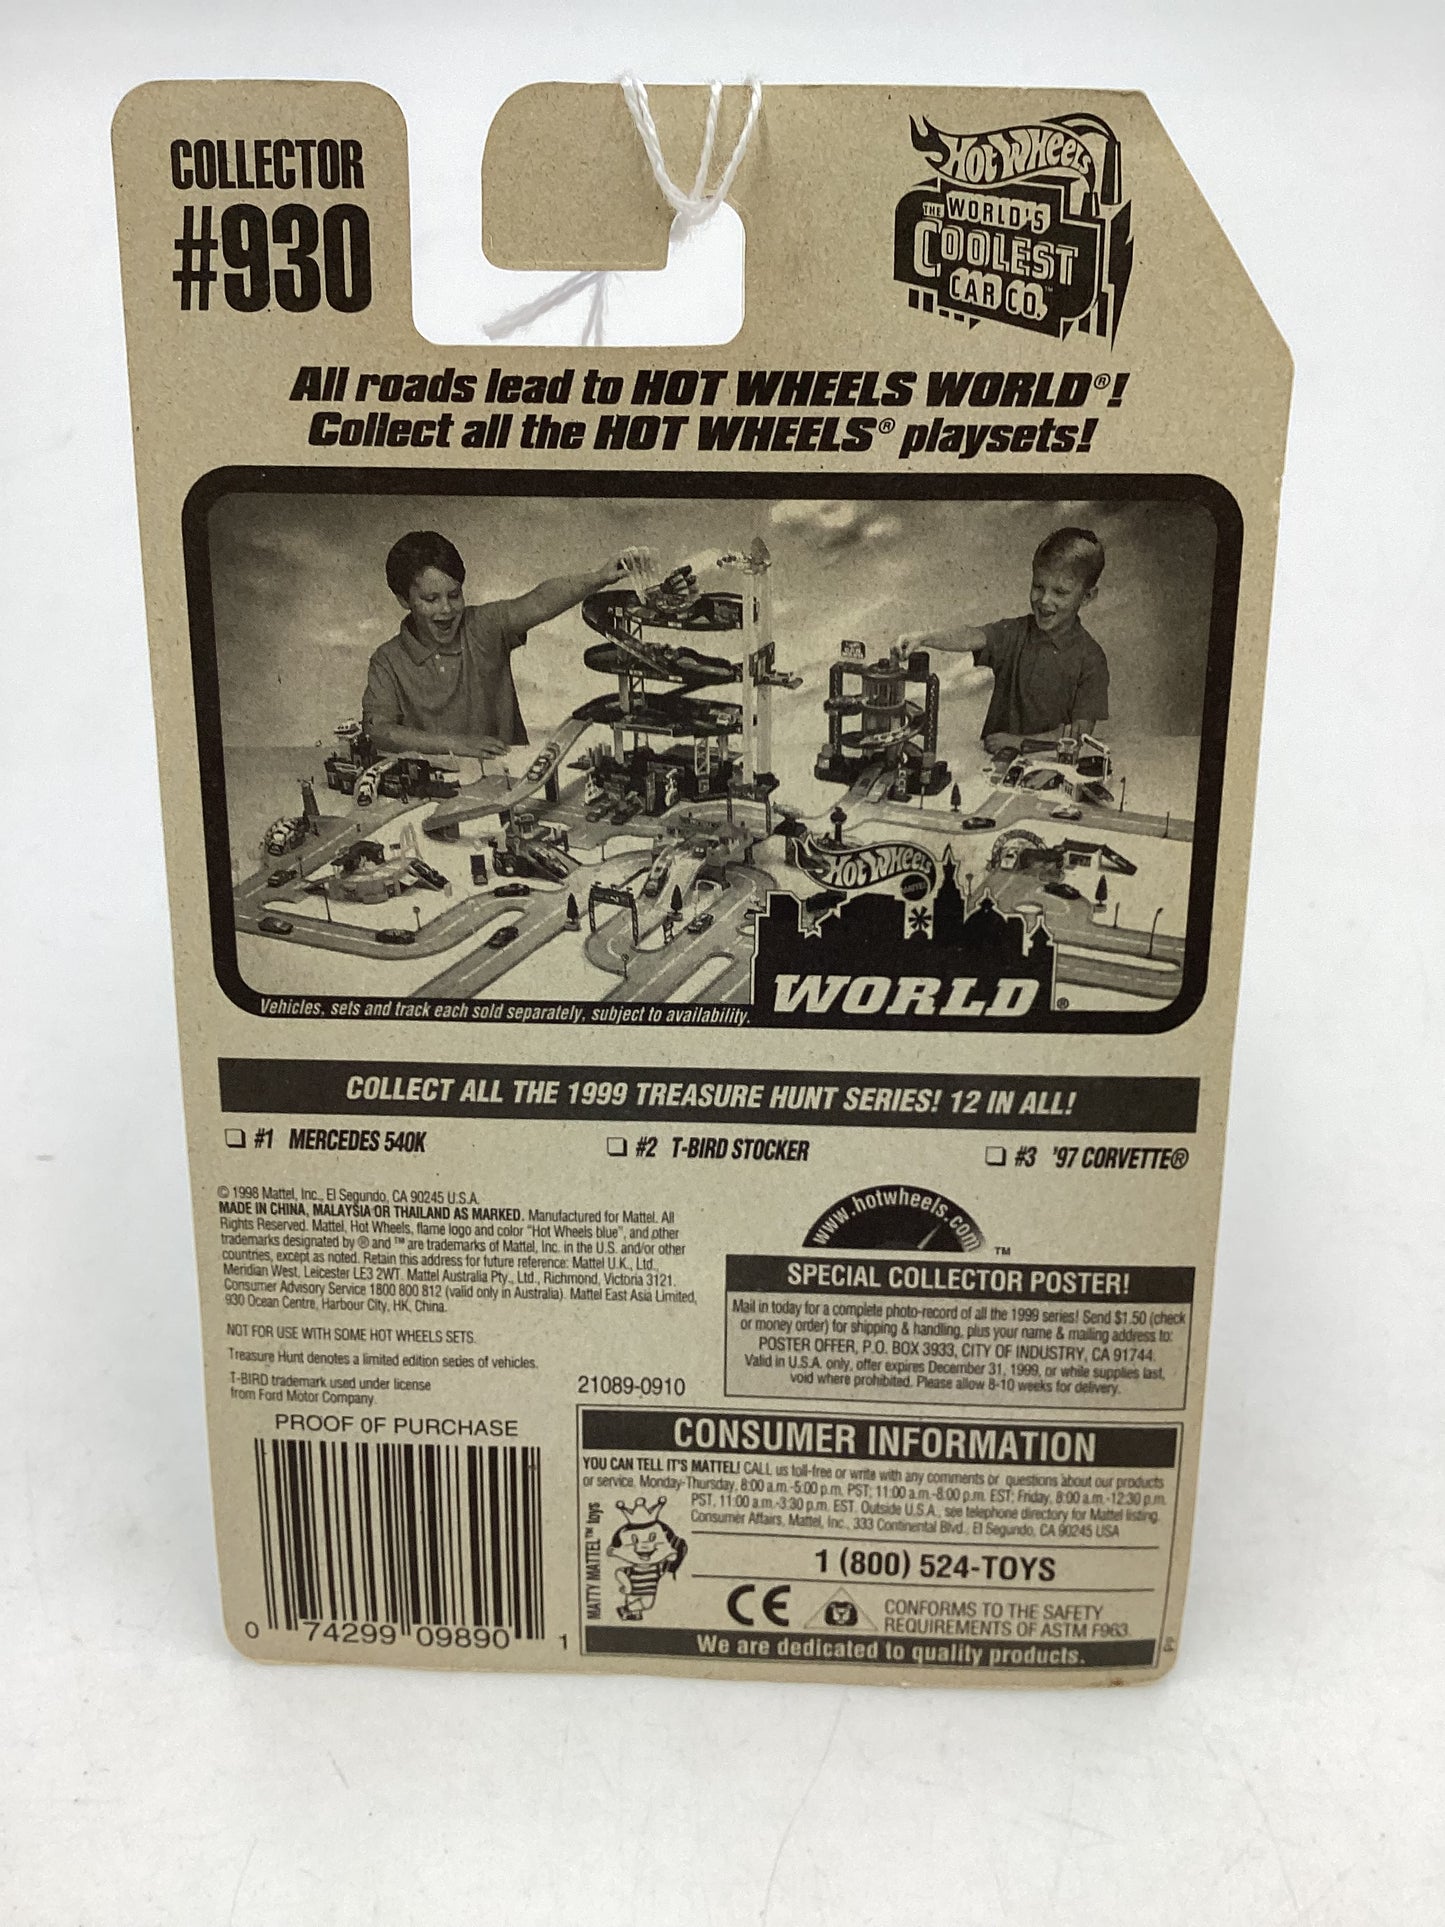 COLLECTOR
#930
HOT WHEELS
THE WORLD'S
COOLEST
CAR CO.™
All roads lead to HOT WHEELS WORLD®!
Collect all the HOT WHEELS® playsets!
HOT WHEELS
WORLD®
Vehicles, sets and track each sold separately, subject to availability.
COLLECT ALL THE 1999 TREASURE HUNT SERIES! 12 IN ALL!
❏ #1 MERCEDES 540K
❏ #2 T-BIRD STOCKER
❏ #3 '97 CORVETTE®
© 1998 Mattel, Inc., El Segundo, CA 90245 U.S.A.
MADE IN CHINA, MALAYSIA OR THAILAND AS MARKED. Manufactured for Mattel. All
Rights Reserved. Mattel, Hot Wheels, flame logo and color "Hot Wheels blue", and other
trademarks designated by ® and ™ are trademarks of Mattel, Inc. in the U.S. and/or other
countries, except as noted. Retain this address for future reference: Mattel U.K., Ltd.,
Meridian West, Leicester LE3 2WT. Mattel Australia Pty., Ltd., Richmond, Victoria 3121.
Consumer Advisory Service 1800 800 812 (valid only in Australia). Mattel East Asia Limited,
930 Ocean Centre, Harbour City, HK, China.
NOT FOR USE WITH SOME HOT WHEELS SETS.
Treasure Hunt denotes a limited edition series of vehicles.
T-BIRD trademark used under license
from Ford Motor Company.
21089-0910
www.hotwheels.com ™
SPECIAL COLLECTOR POSTER!
Mail in today for a complete photo-record of all the 1999 series! Send $1.50 (check
or money order) for shipping & handling, plus your name & mailing address to:
POSTER OFFER, P.O. BOX 3933, CITY OF INDUSTRY, CA 91744.
Valid in U.S.A. only, offer expires December 31, 1999, or while supplies last,
void where prohibited. Please allow 8-10 weeks for delivery.
PROOF OF PURCHASE
0 74299 09890 1
CONSUMER INFORMATION
YOU CAN TELL IT'S MATTEL! CALL us toll-free or write with any comments or questions about our products
or service. Monday-Thursday, 8:00 a.m.-5:00 p.m. PST; 11:00 a.m.-8:00 p.m. EST; Friday, 8:00 a.m.-12:30 p.m.
PST, 11:00 a.m.-3:30 p.m. EST. Outside U.S.A., see telephone directory for Mattel listing.
Consumer Affairs, Mattel, Inc., 333 Continental Blvd., El Segundo, CA 90245 USA
MATTY MATTEL™ toys
1 (800) 524-TOYS
CE
CONFORMS TO THE SAFETY
REQUIREMENTS OF ASTM F963.
We are dedicated to quality products.